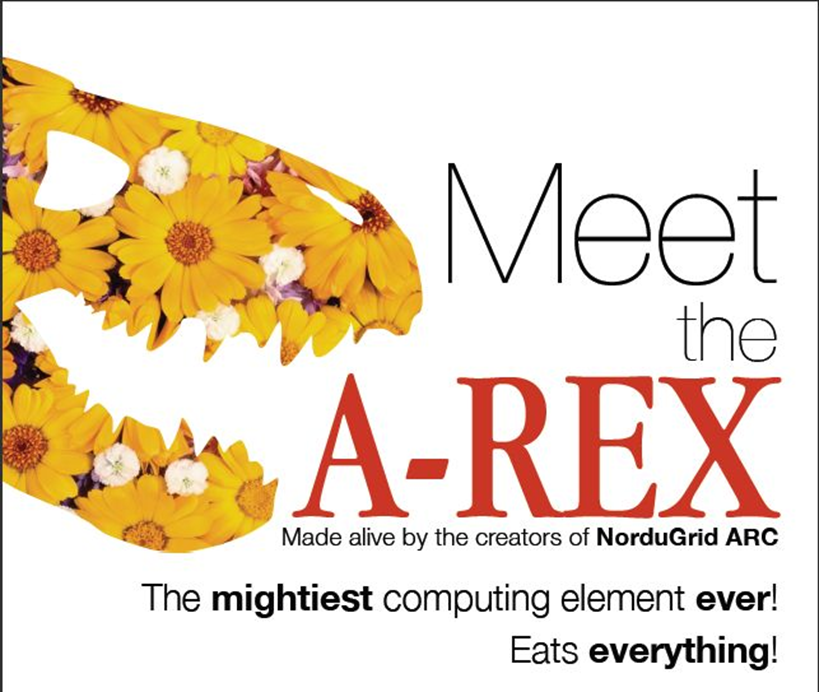 Meet
the
A-REX
Made alive by the creators of NorduGrid ARC
The mightiest computing element ever!
Eats everything!